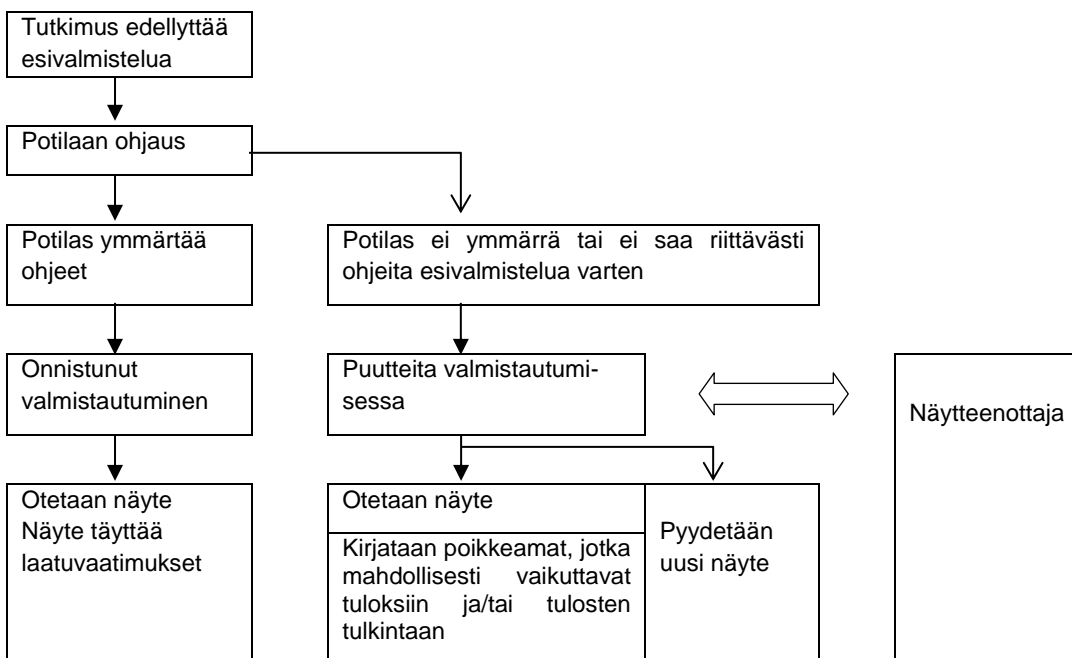 Tutkimus edellyttää
esivalmistelua
Potilaan ohjaus
Potilas ymmärtää
ohjeet
Potilas ei ymmärrä tai ei saa riittävästi
ohjeita esivalmistelua varten
Onnistunut
valmistautuminen
Puutteita valmistautumi-
sessa
Näytteenottaja
Otetaan näyte
Näyte täyttää
laatuvaatimukset
Otetaan näyte
Kirjataan poikkeamat, jotka
mahdollisesti vaikuttavat
tuloksiin ja/tai tulosten
tulkintaan
Pyydetään
uusi näyte